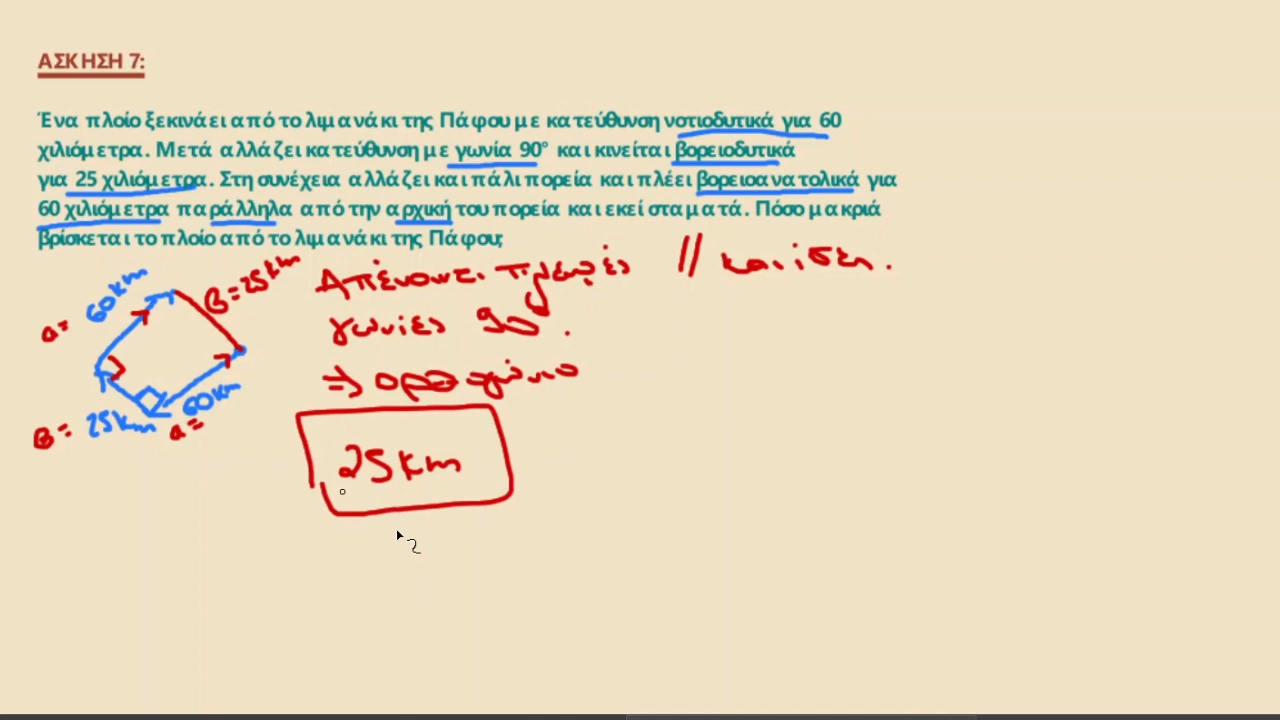 ΑΣΚΗΣΗ 7:
Ένα πλοίο ξεκινάει από το λιμανάκι της Πάφου με κατεύθυνση νοτιοδυτικά για 60
χιλιόμετρα. Μετά αλλάζει κατεύθυνση με γωνία 90° και κινείται βορειοδυτικά
για 25 χιλιόμετρα. Στη συνέχεια αλλάζει και πάλι πορεία και πλέει βορειοανατολικά για
60 χιλιόμετρα παράλληλα από την αρχική του πορεία και εκεί σταματά. Πόσο μακριά
βρίσκεται το πλοίο από το λιμανάκι της Πάφου;
Απέναντι πλευρές // και ίσες.
γωνίες 90°.
⇒ ορθογώνιο
25km
α= 60km
β=25km
β= 25km
α= 60km